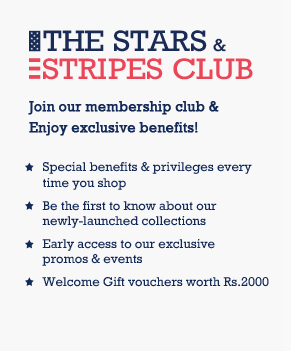 THE STARS &
STRIPES CLUB
Join our membership club &
Enjoy exclusive benefits!
Special benefits & privileges every
time you shop
Be the first to know about our
newly-launched collections
Early access to our exclusive
promos & events
Welcome Gift vouchers worth Rs.2000